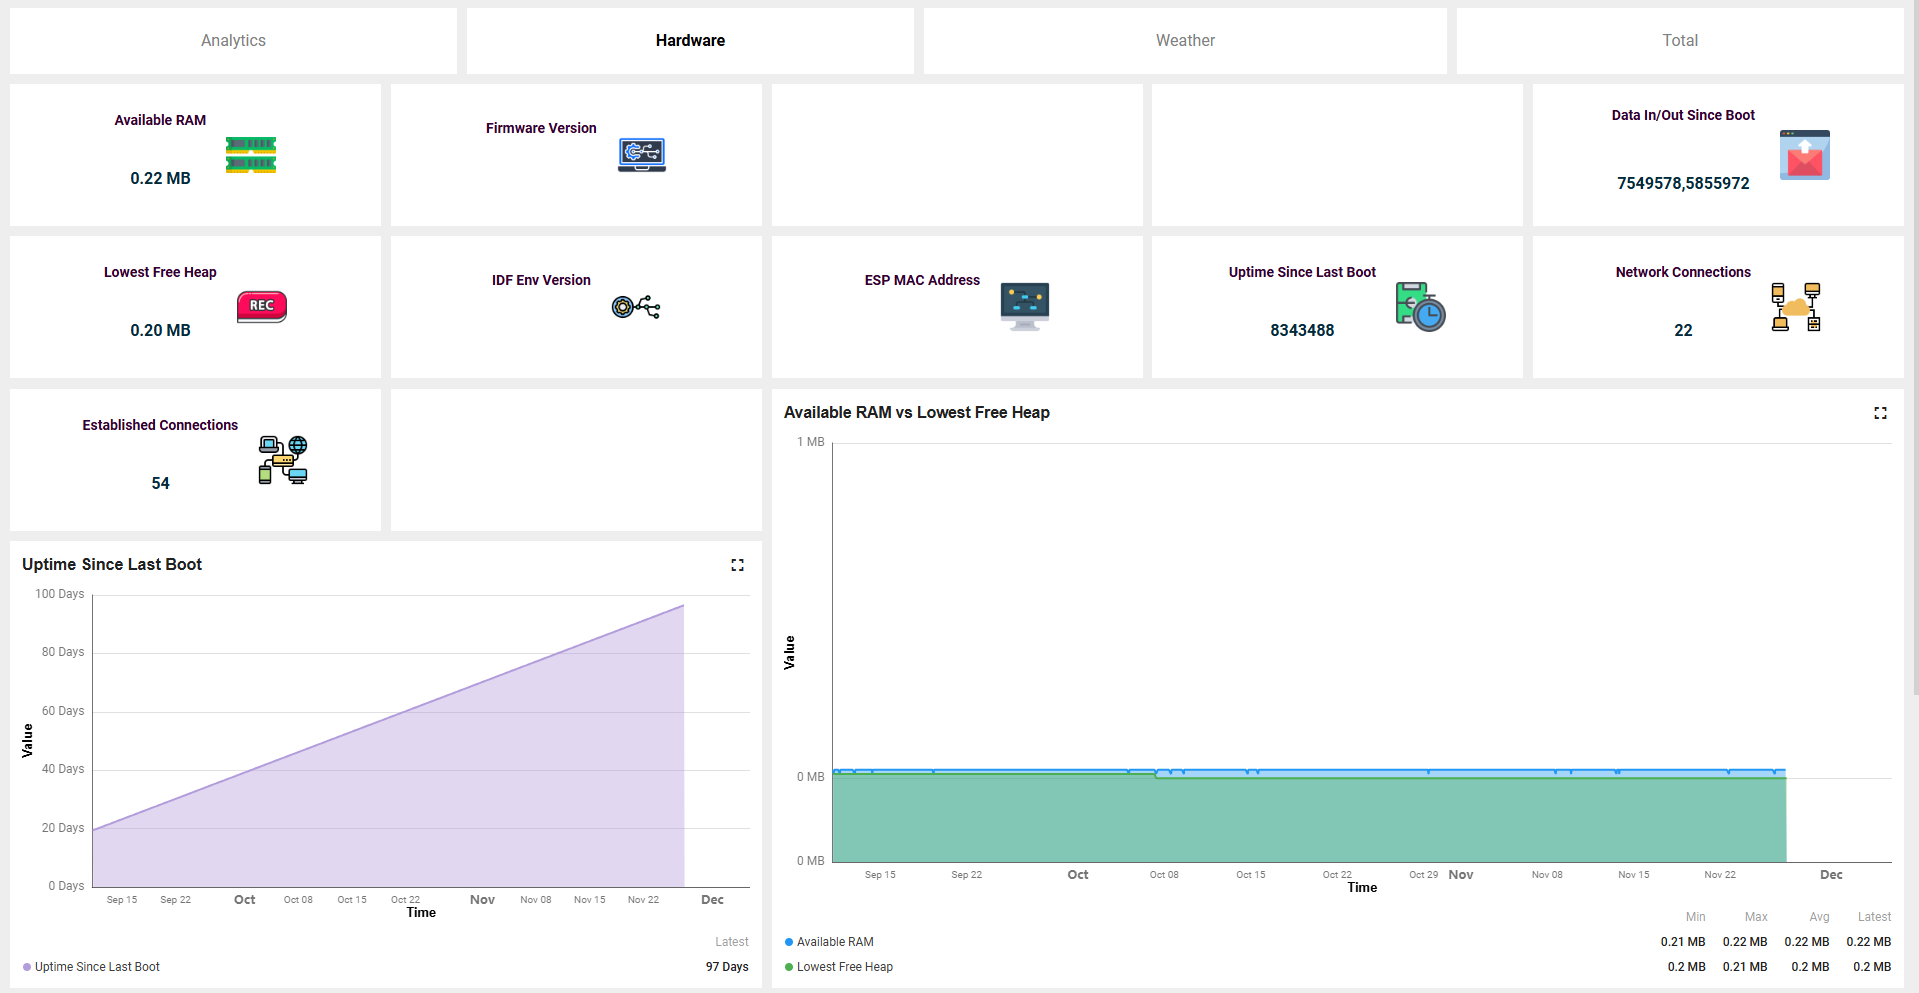 Analytics
Hardware
Weather
Total
Available RAM
0.22 MB
Firmware Version
Data In/Out Since Boot
7549578,5855972
Lowest Free Heap
0.20 MB
REC
IDF Env Version
ESP MAC Address
Uptime Since Last Boot
8343488
Network Connections
22
Established Connections
54
Available RAM vs Lowest Free Heap
1 MB
0 MB
0 MB
Value
Sep 15 Sep 22 Oct Oct 08 Oct 15 Oct 22 Oct 29 Nov Nov 08 Nov 15 Nov 22 Dec
Time
Min Max Avg Latest
Available RAM 0.21 MB 0.22 MB 0.22 MB 0.22 MB
Lowest Free Heap 0.2 MB 0.21 MB 0.2 MB 0.2 MB
Uptime Since Last Boot
100 Days
80 Days
60 Days
40 Days
20 Days
0 Days
Value
Sep 15 Sep 22 Oct Oct 08 Oct 15 Oct 22 Nov Nov 08 Nov 15 Nov 22 Dec
Time
Latest
Uptime Since Last Boot 97 Days